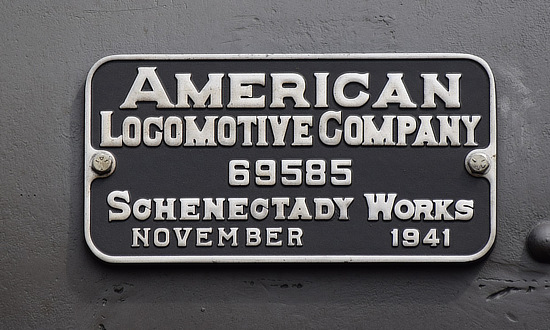 AMERICAN
LOCOMOTIVE COMPANY
69585
SCHENECTADY WORKS
NOVEMBER 1941